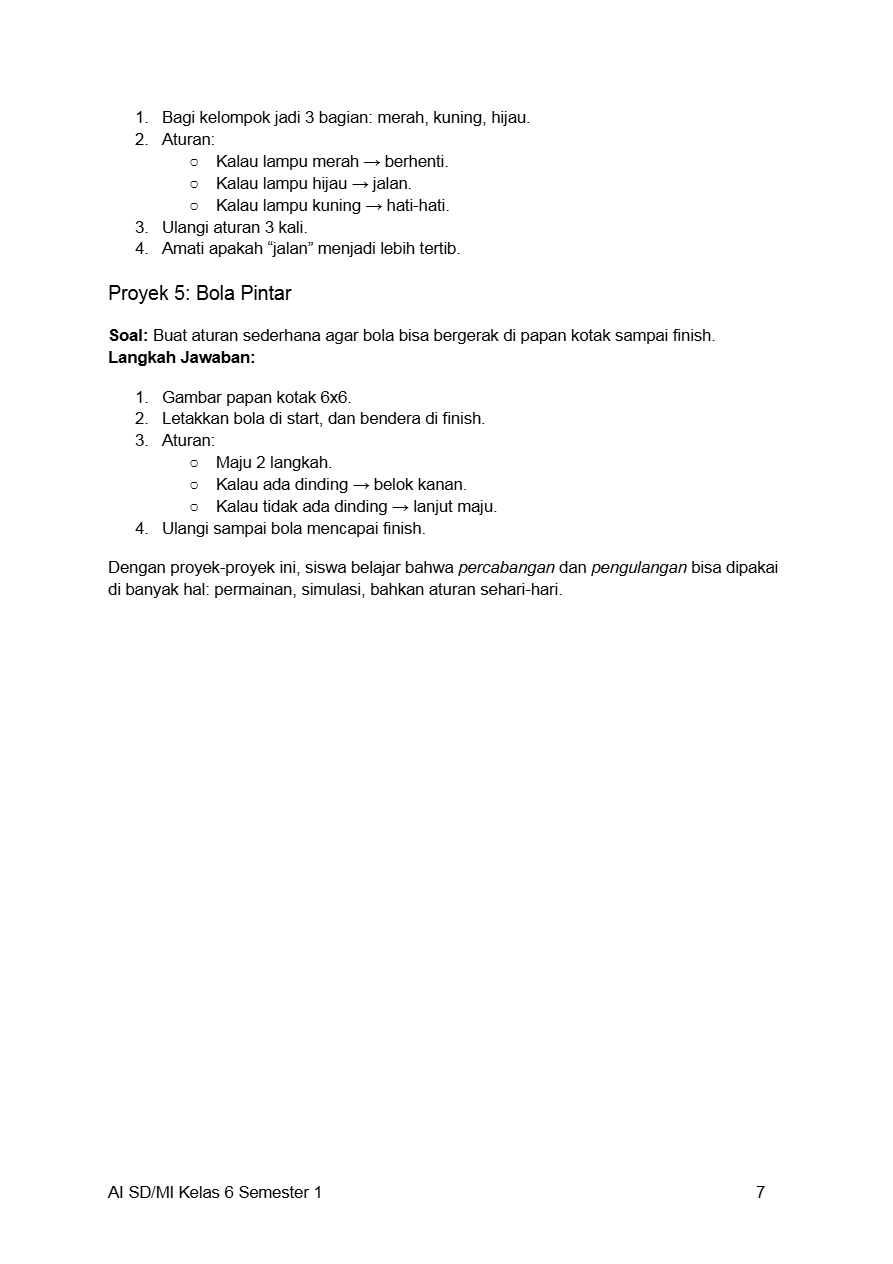 1. Bagi kelompok jadi 3 bagian: merah, kuning, hijau.
2. Aturan:
○ Kalau lampu merah → berhenti.
○ Kalau lampu hijau → jalan.
○ Kalau lampu kuning → hati-hati.
3. Ulangi aturan 3 kali.
4. Amati apakah “jalan” menjadi lebih tertib.
Proyek 5: Bola Pintar
Soal: Buat aturan sederhana agar bola bisa bergerak di papan kotak sampai finish.
Langkah Jawaban:
1. Gambar papan kotak 6x6.
2. Letakkan bola di start, dan bendera di finish.
3. Aturan:
○ Maju 2 langkah.
○ Kalau ada dinding → belok kanan.
○ Kalau tidak ada dinding → lanjut maju.
4. Ulangi sampai bola mencapai finish.
Dengan proyek-proyek ini, siswa belajar bahwa percabangan dan pengulangan bisa dipakai
di banyak hal: permainan, simulasi, bahkan aturan sehari-hari.
AI SD/MI Kelas 6 Semester 1 7